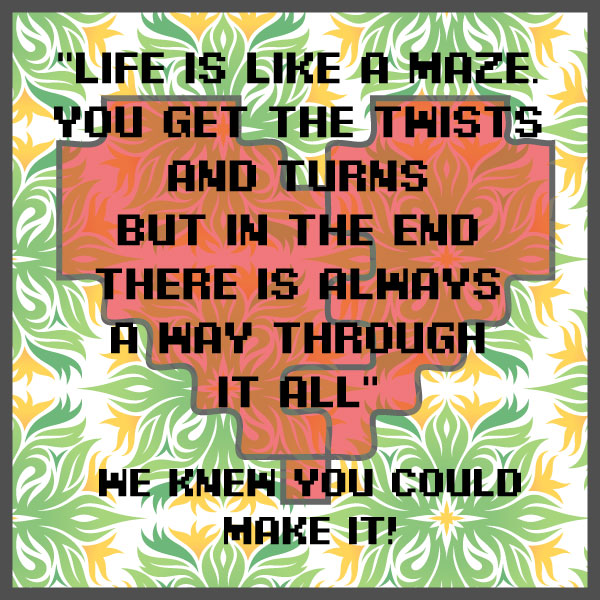 "LIFE IS LIKE A MAZE.
YOU GET THE TWISTS
AND TURNS
BUT IN THE END
THERE IS ALWAYS
A WAY THROUGH
IT ALL"
WE KNEW YOU COULD
MAKE IT!